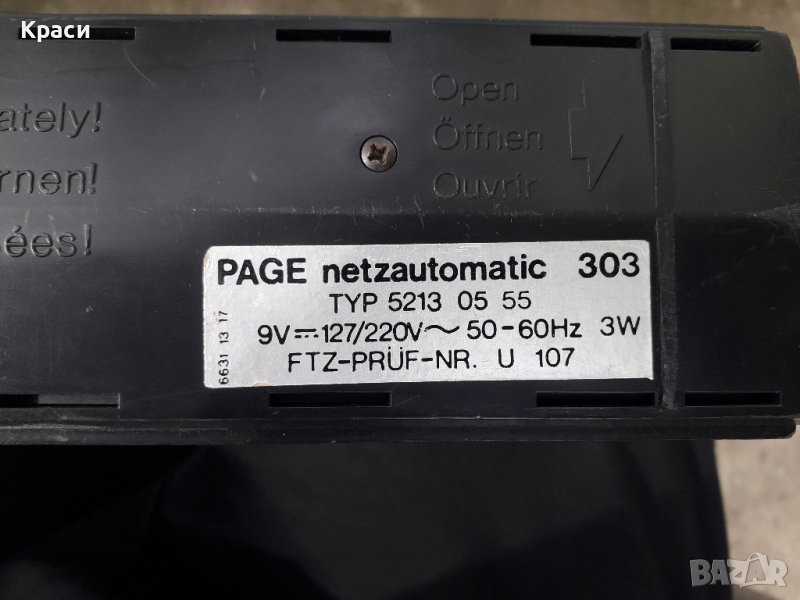 Краси
ately!
rnen!
ées!
Open
Öffnen
Ouvrir
PAGE netzautomatic 303
TYP 5213 05 55
9V⎓127/220V~ 50-60Hz 3W
FTZ-PRÜF-NR. U 107
6631 13 17
BAZAR